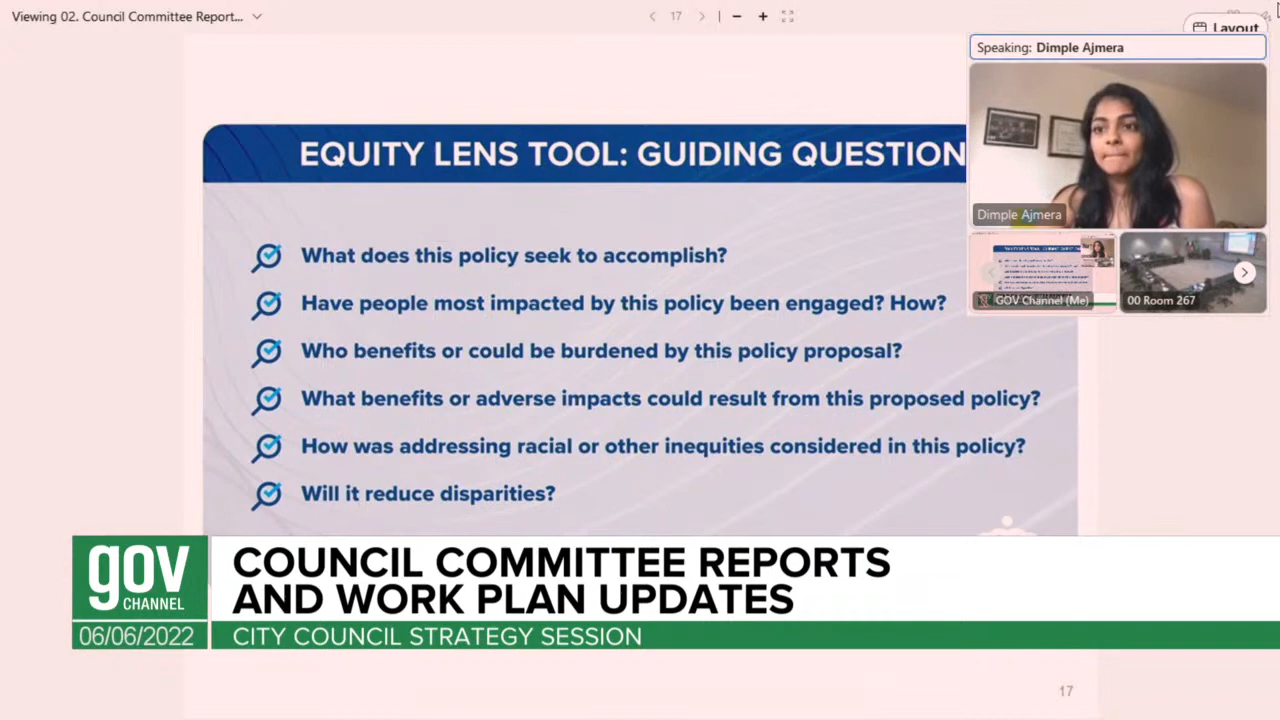 Viewing 02. Council Committee Report...
17
Layout
Speaking: Dimple Ajmera
EQUITY LENS TOOL: GUIDING QUESTION
Dimple Ajmera
GOV Channel (Me)
00 Room 267
What does this policy seek to accomplish?
Have people most impacted by this policy been engaged? How?
Who benefits or could be burdened by this policy proposal?
What benefits or adverse impacts could result from this proposed policy?
How was addressing racial or other inequities considered in this policy?
Will it reduce disparities?
gov
CHANNEL
COUNCIL COMMITTEE REPORTS
AND WORK PLAN UPDATES
06/06/2022
CITY COUNCIL STRATEGY SESSION
17